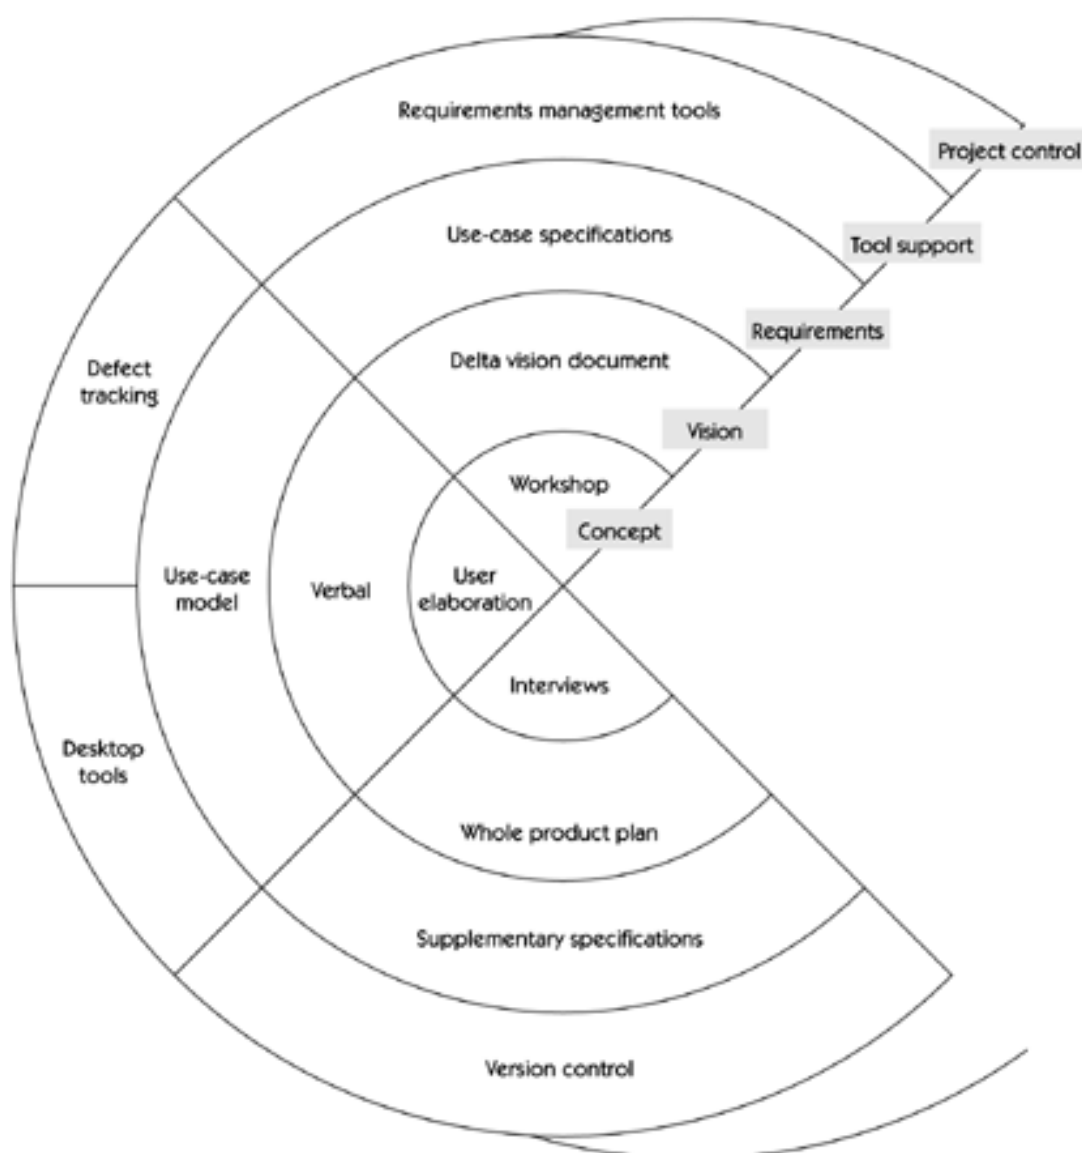 Requirements management tools
Project control
Use-case specifications
Tool support
Requirements
Delta vision document
Defect
tracking
Vision
Workshop
Concept
Use-case
model
Verbal
User
elaboration
Interviews
Desktop
tools
Whole product plan
Supplementary specifications
Version control